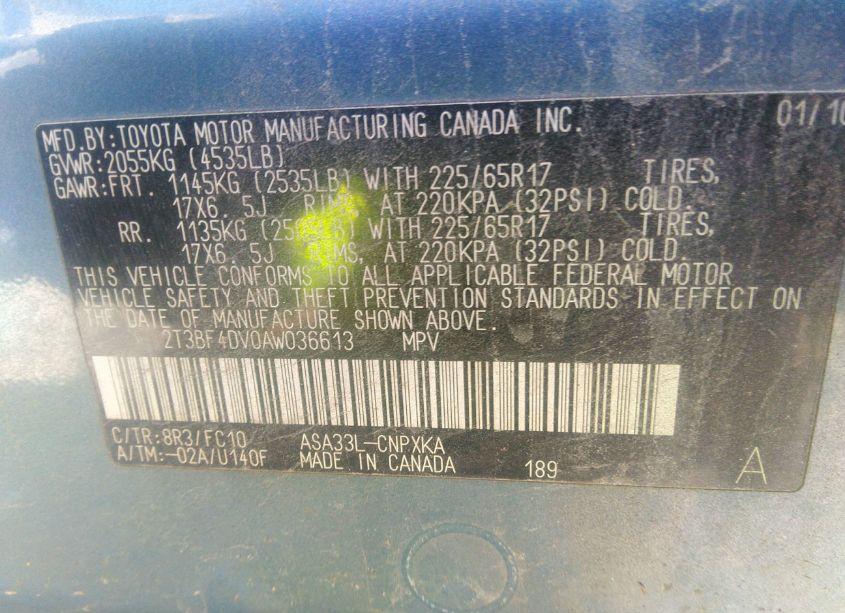 MFD.BY:TOYOTA MOTOR MANUFACTURING CANADA INC. 01/10
GVWR:2055KG (4535LB)
GAWR:FRT. 1145KG (2535LB) WITH 225/65R17 TIRES,
17X6. 5J RIMS, AT 220KPA (32PSI) COLD.
RR. 1135KG WITH 225/65R17 TIRES,
17X6. 5J RIMS, AT 220KPA (32PSI) COLD.
THIS VEHICLE CONFORMS TO ALL APPLICABLE FEDERAL MOTOR
VEHICLE SAFETY AND THEFT PREVENTION STANDARDS IN EFFECT ON
THE DATE OF MANUFACTURE SHOWN ABOVE.
2T3BF4DV0AW036613 MPV
C/TR:8R3/FC10 ASA33L-CNPXKA
A/TM:-02A/U140F MADE IN CANADA 189 A